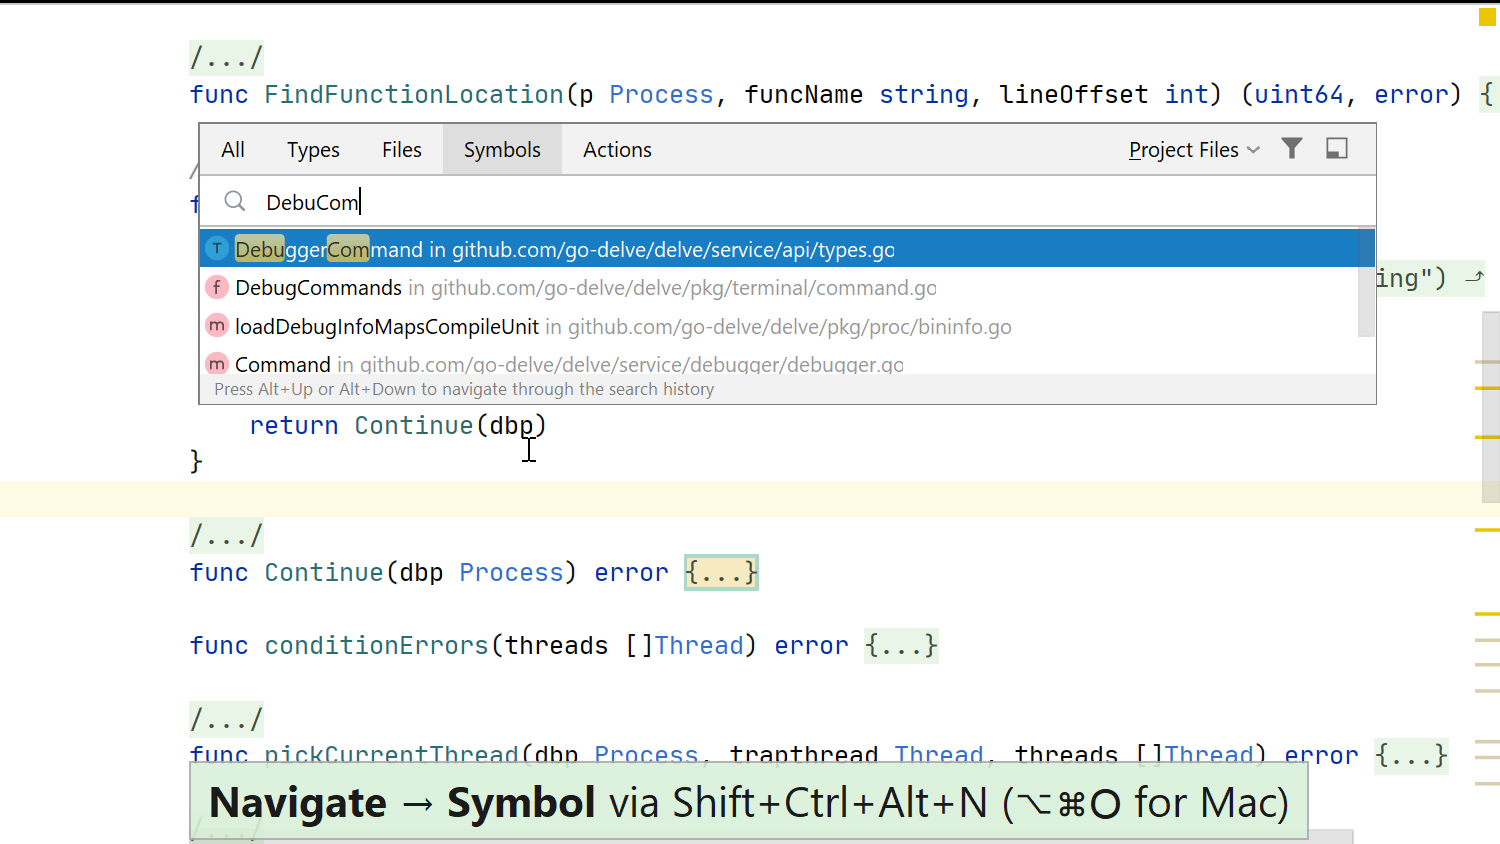 /.../
func FindFunctionLocation(p Process, funcName string, lineOffset int) (uint64, error) {
All Types Files Symbols Actions Project Files
DebuCom
DebuggerCommand in github.com/go-delve/delve/service/api/types.go
DebugCommands in github.com/go-delve/delve/pkg/terminal/command.go
ing")
loadDebugInfoMapsCompileUnit in github.com/go-delve/delve/pkg/proc/bininfo.go
Command in github.com/go-delve/delve/service/debugger/debugger.go
Press Alt+Up or Alt+Down to navigate through the search history
return Continue(dbp)
}
/.../
func Continue(dbp Process) error {...}
func conditionErrors(threads []Thread) error {...}
/.../
func pickCurrentThread(dbp Process, trapthread Thread, threads []Thread) error {...}
Navigate → Symbol via Shift+Ctrl+Alt+N (⌥⌘O for Mac)